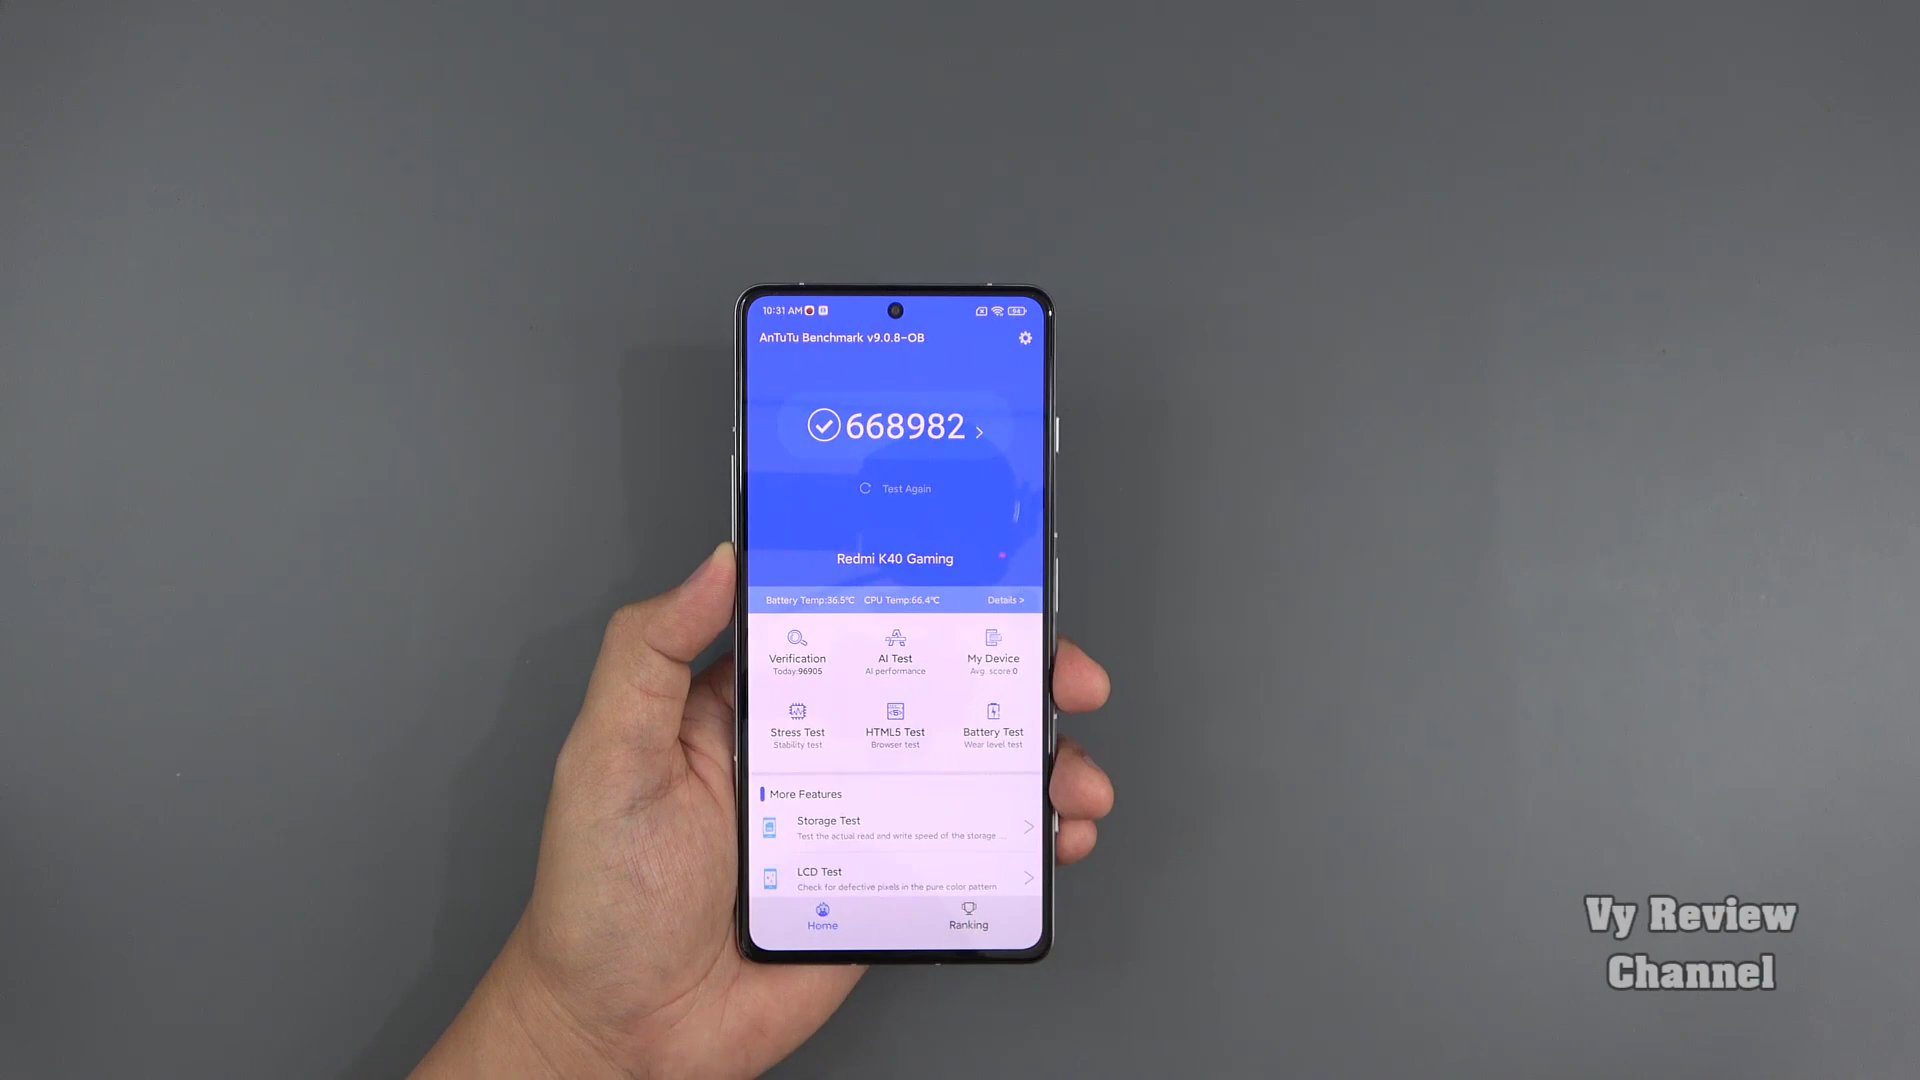 10:31 AM
94
AnTuTu Benchmark v9.0.8-OB
668982 >
Test Again
Redmi K40 Gaming
Battery Temp:36.5℃ CPU Temp:66.4℃ Details >
Verification AI Test My Device
Today:96905 AI performance Avg. score:0
Stress Test HTML5 Test Battery Test
Stability test Browser test Wear level test
More Features
Storage Test
Test the actual read and write speed of the storage ...
LCD Test
Check for defective pixels in the pure color pattern
Home Ranking
Vy Review
Channel